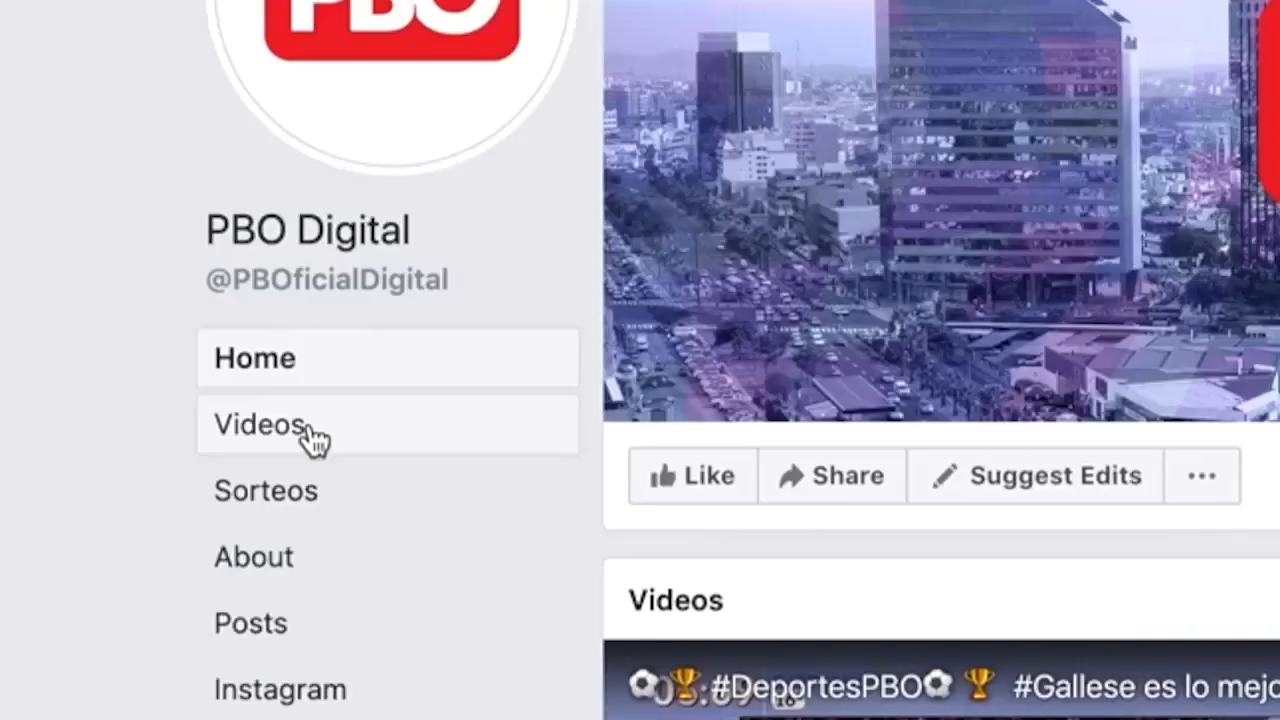 PBO
PBO Digital
@PBOficialDigital
Home
Videos
Sorteos
About
Posts
Instagram
Like
Share
Suggest Edits
Videos
#DeportesPBO #Gallese es lo mejo